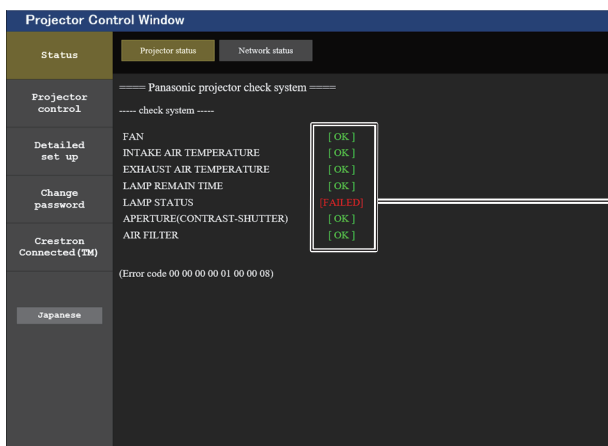 Projector Control Window
Status
Projector status
Network status
Projector control
Detailed set up
Change password
Crestron Connected(TM)
Japanese
==== Panasonic projector check system ====
----- check system -----
FAN [ OK ]
INTAKE AIR TEMPERATURE [ OK ]
EXHAUST AIR TEMPERATURE [ OK ]
LAMP REMAIN TIME [ OK ]
LAMP STATUS [FAILED]
APERTURE(CONTRAST-SHUTTER) [ OK ]
AIR FILTER [ OK ]
(Error code 00 00 00 00 01 00 00 08)